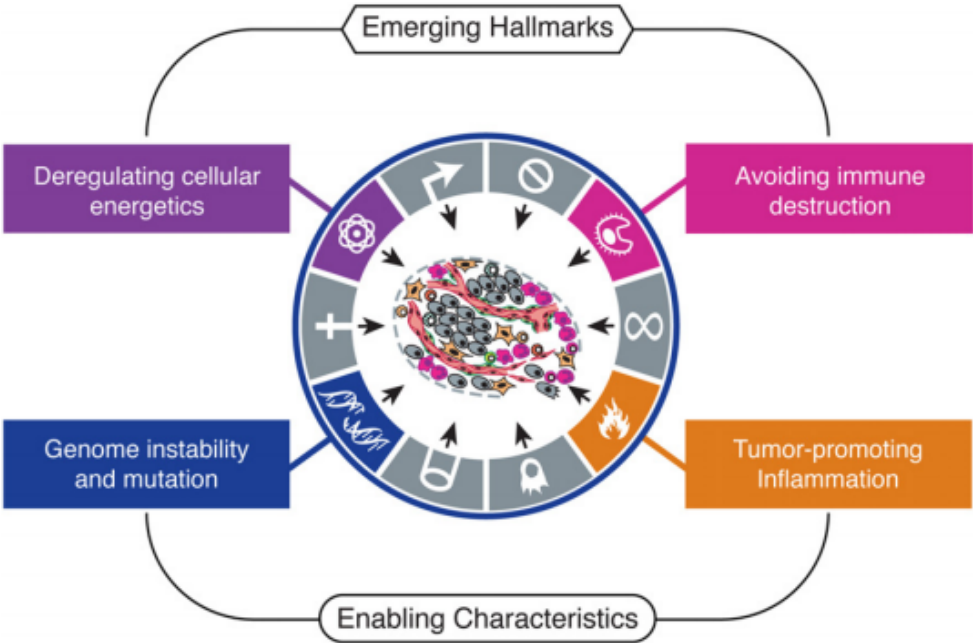 Emerging Hallmarks
Deregulating cellular
energetics
Avoiding immune
destruction
Genome instability
and mutation
Tumor-promoting
Inflammation
Enabling Characteristics